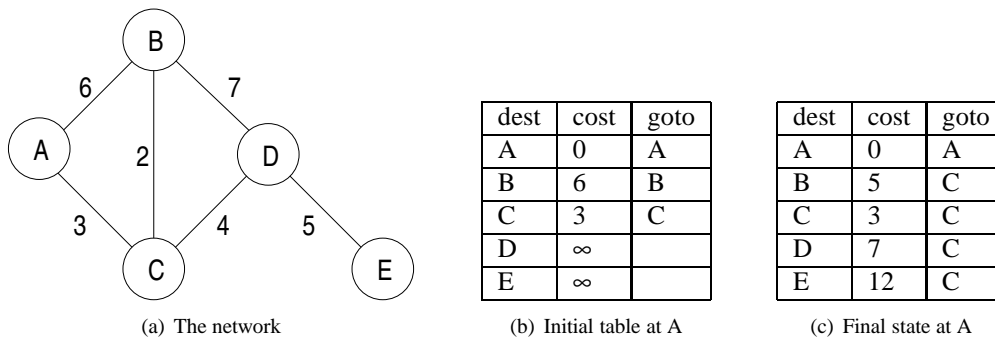 B
6
7
A
2
D
3
4
5
C
E
(a) The network
dest cost goto
A 0 A
B 6 B
C 3 C
D ∞
E ∞
(b) Initial table at A
dest cost goto
A 0 A
B 5 C
C 3 C
D 7 C
E 12 C
(c) Final state at A